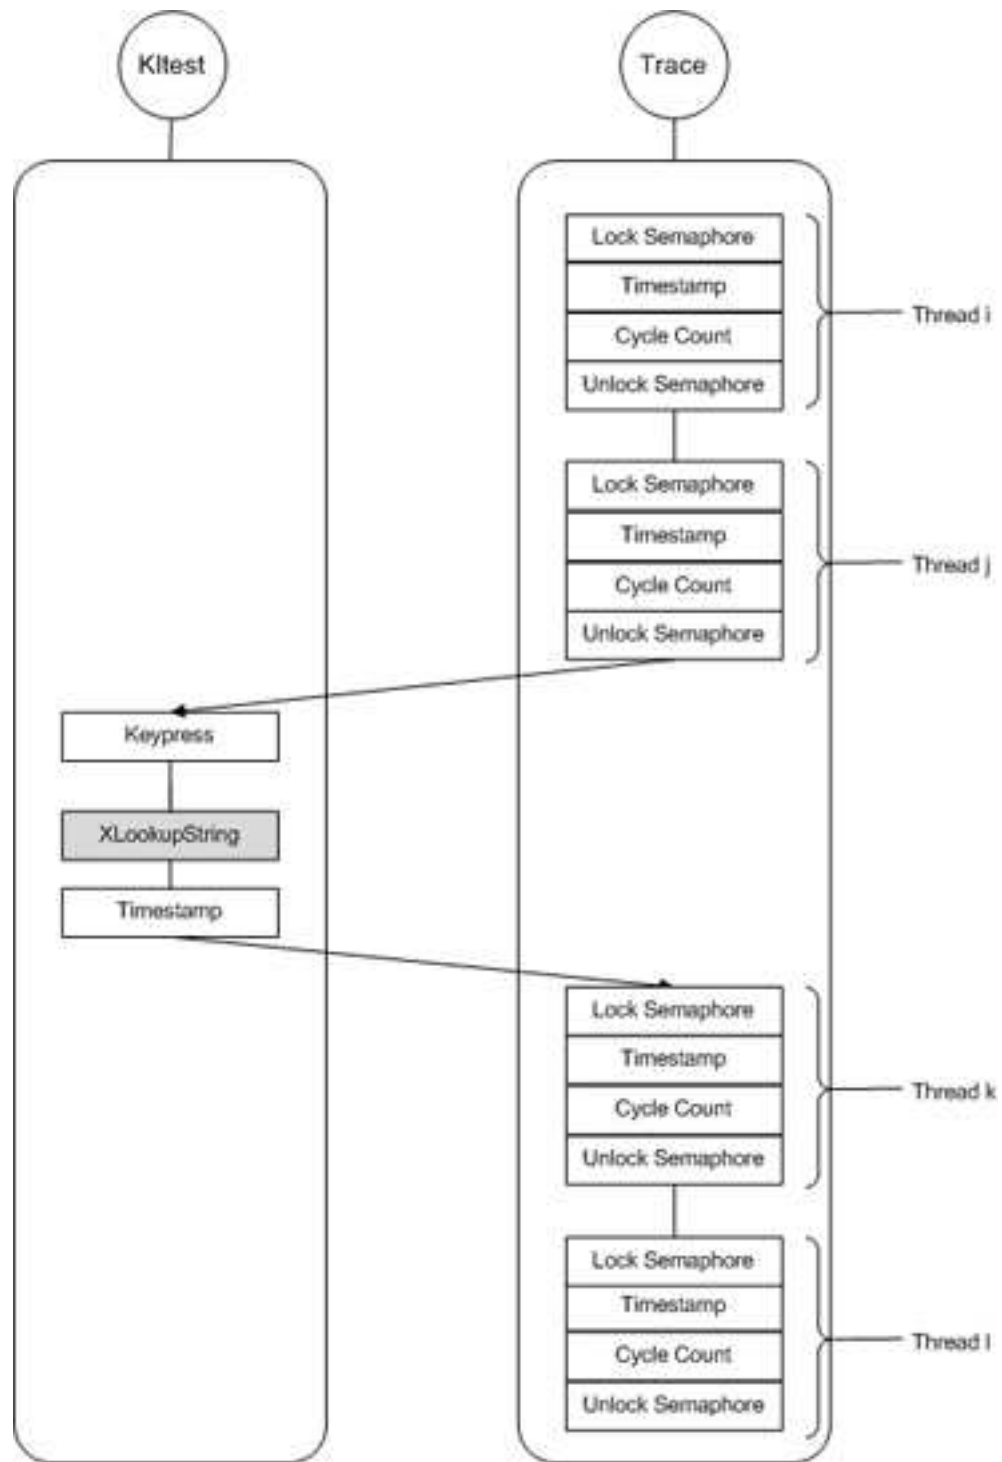 KItest
Trace
Lock Semaphore
Timestamp
Cycle Count
Unlock Semaphore
Thread i
Lock Semaphore
Timestamp
Cycle Count
Unlock Semaphore
Thread j
Keypress
XLookupString
Timestamp
Lock Semaphore
Timestamp
Cycle Count
Unlock Semaphore
Thread k
Lock Semaphore
Timestamp
Cycle Count
Unlock Semaphore
Thread l